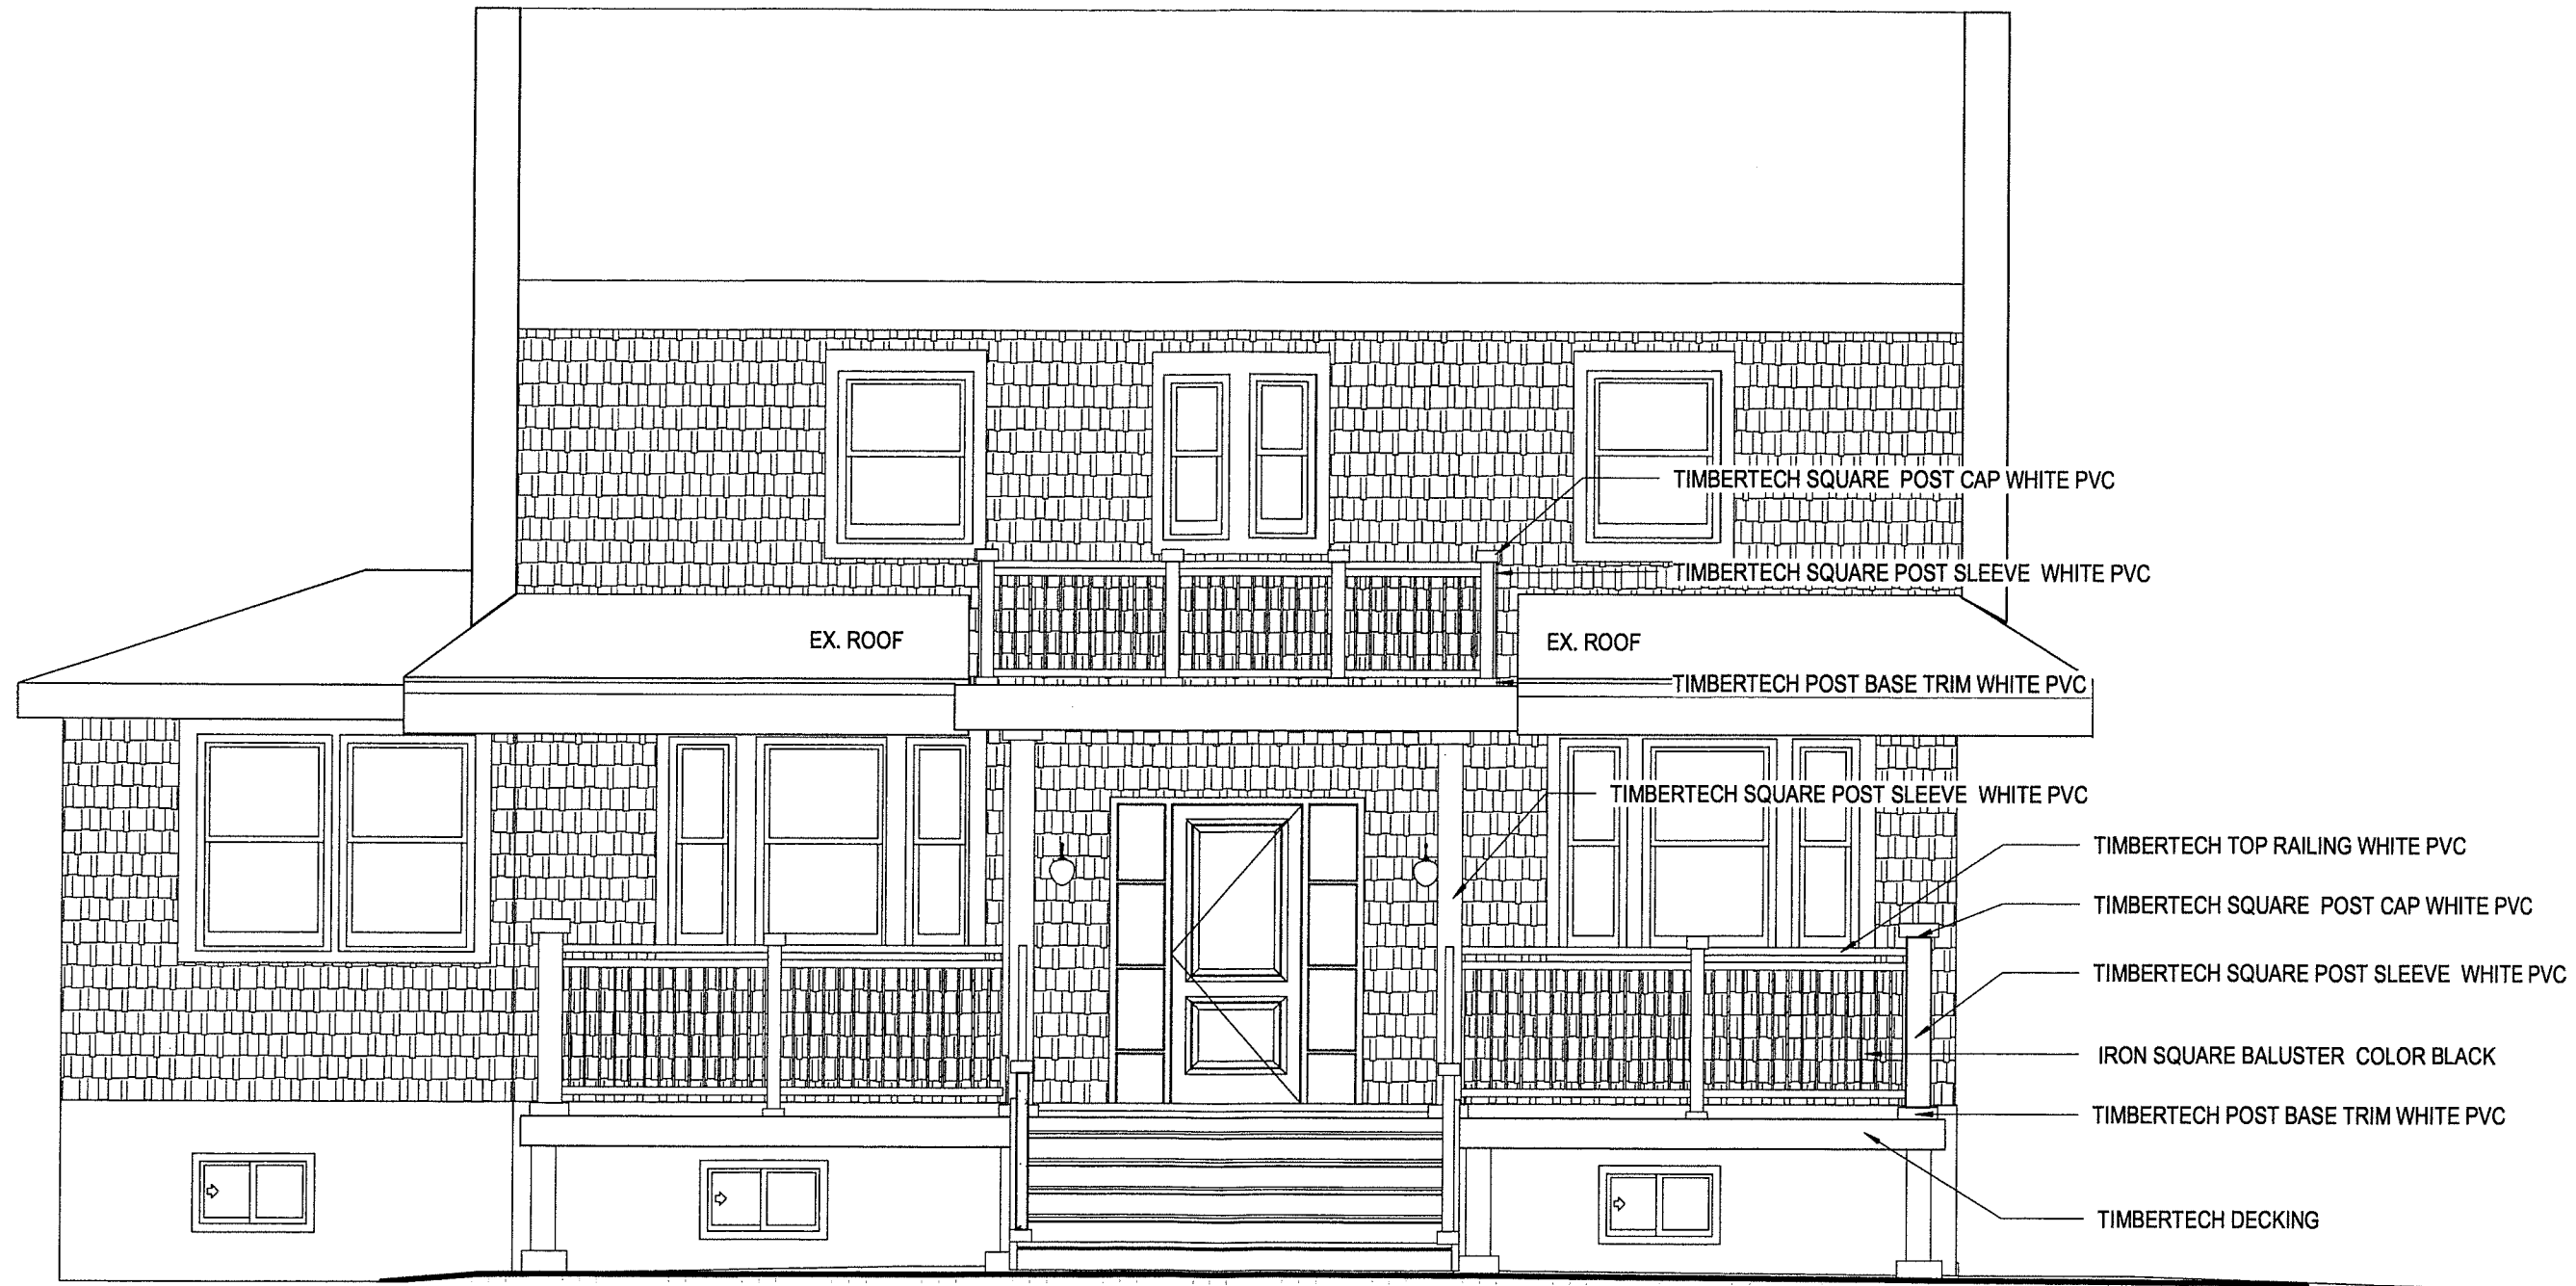 TIMBERTECH SQUARE POST CAP WHITE PVC
TIMBERTECH SQUARE POST SLEEVE WHITE PVC
EX. ROOF
EX. ROOF
TIMBERTECH POST BASE TRIM WHITE PVC
TIMBERTECH SQUARE POST SLEEVE WHITE PVC
TIMBERTECH TOP RAILING WHITE PVC
TIMBERTECH SQUARE POST CAP WHITE PVC
TIMBERTECH SQUARE POST SLEEVE WHITE PVC
IRON SQUARE BALUSTER COLOR BLACK
TIMBERTECH POST BASE TRIM WHITE PVC
TIMBERTECH DECKING